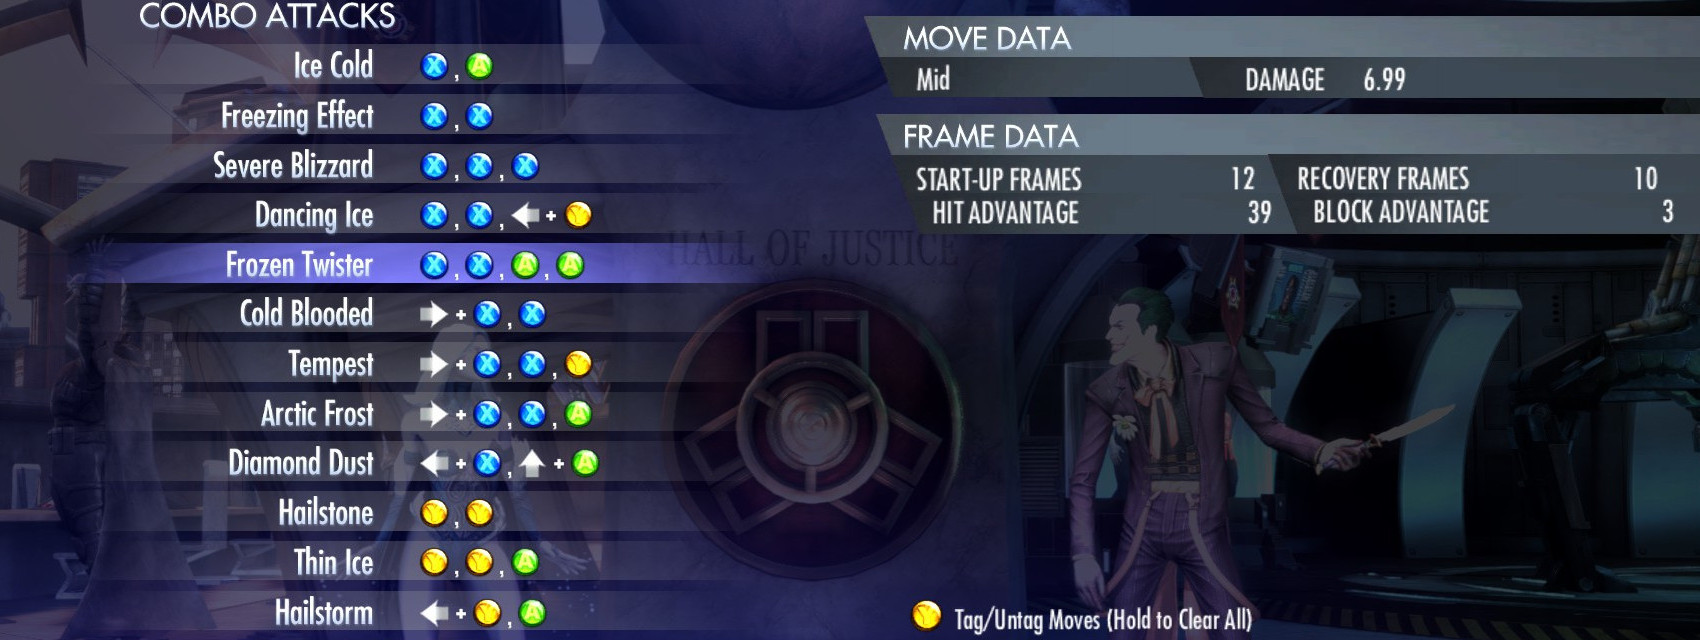 COMBO ATTACKS
Ice Cold X , A
Freezing Effect X , X
Severe Blizzard X , X , X
Dancing Ice X , X , ← + Y
Frozen Twister X , X , A , A
Cold Blooded → + X , X
Tempest → + X , X , Y
Arctic Frost → + X , X , A
Diamond Dust ← + X , ↑ + A
Hailstone Y , Y
Thin Ice Y , Y , A
Hailstorm ← + Y , A
MOVE DATA
Mid DAMAGE 6.99
FRAME DATA
START-UP FRAMES 12 RECOVERY FRAMES 10
HIT ADVANTAGE 39 BLOCK ADVANTAGE 3
HALL OF JUSTICE
Y Tag/Untag Moves (Hold to Clear All)